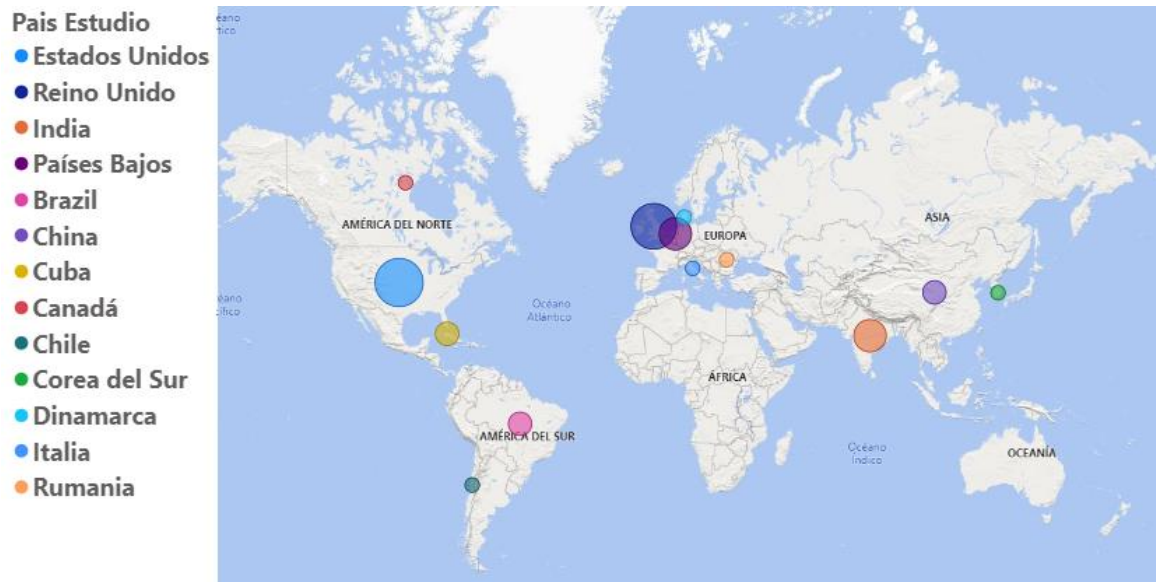 Pais Estudio
Estados Unidos
Reino Unido
India
Países Bajos
Brazil
China
Cuba
Canadá
Chile
Corea del Sur
Dinamarca
Italia
Rumania
AMÉRICA DEL NORTE
EUROPA
ASIA
Océano
Atlántico
ÁFRICA
AMÉRICA DEL SUR
Océano
Índico
OCEANÍA